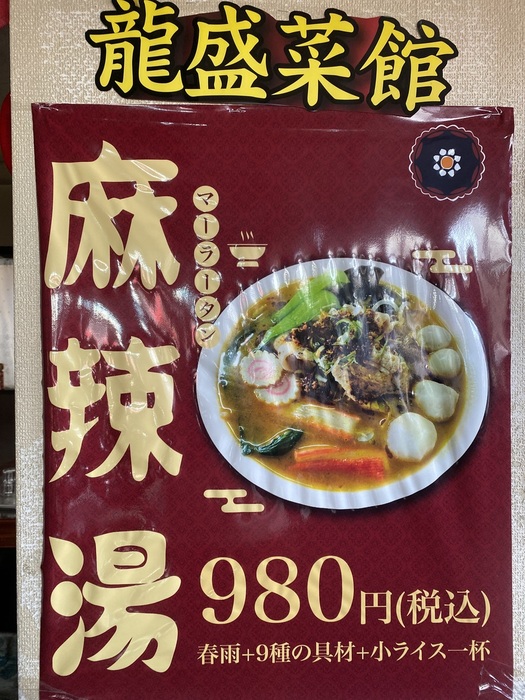 龍盛菜館
麻辣湯
マーラータン
980円(税込)
春雨+9種の具材+小ライス一杯